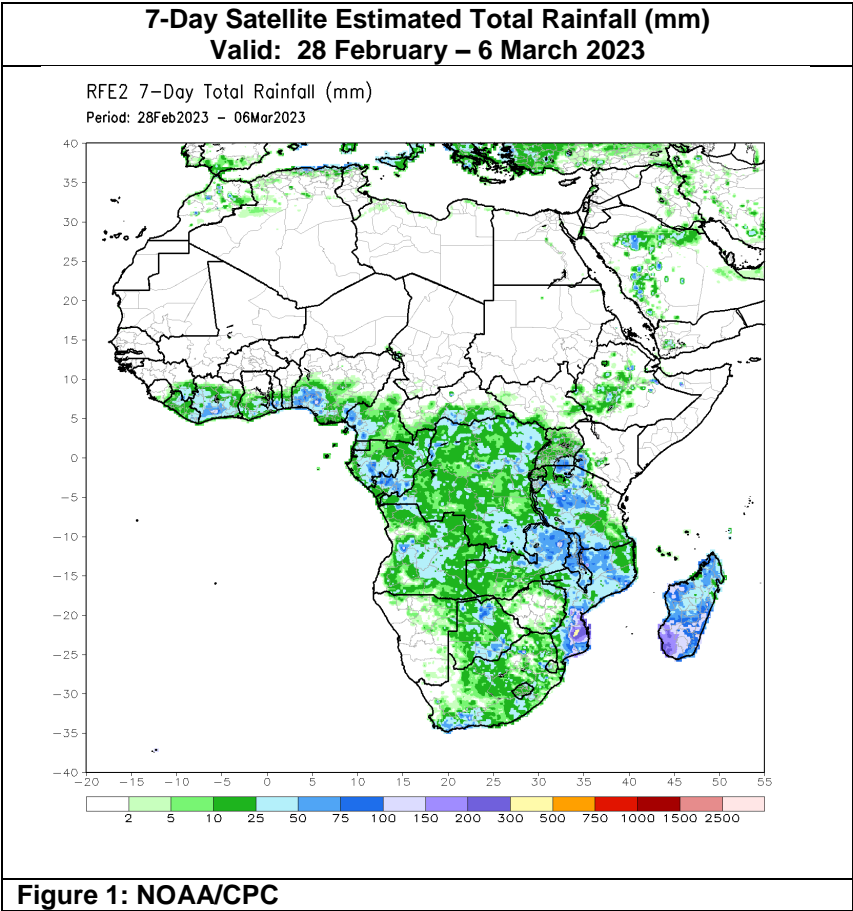 7-Day Satellite Estimated Total Rainfall (mm)
Valid:  28 February – 6 March 2023
RFE2 7-Day Total Rainfall (mm)
Period: 28Feb2023 - 06Mar2023
40
35
30
25
20
15
10
5
0
-5
-10
-15
-20
-25
-30
-35
-40
-20 -15 -10 -5 0 5 10 15 20 25 30 35 40 45 50 55
2 5 10 25 50 75 100 150 200 300 500 750 1000 1500 2500
Figure 1: NOAA/CPC